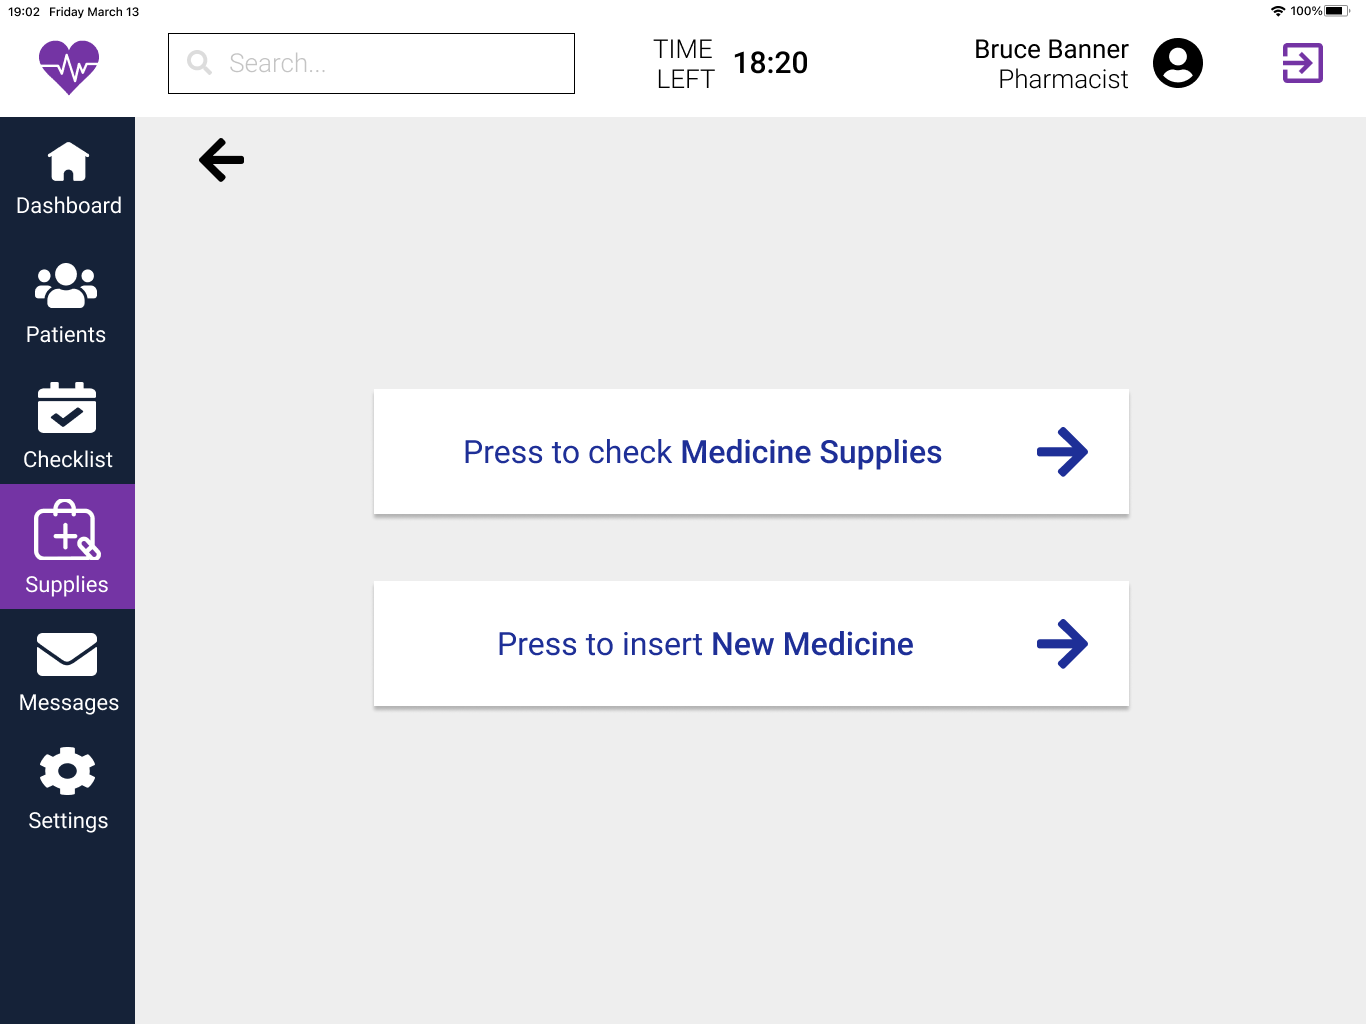 19:02 Friday March 13
100%
Search...
TIME
LEFT
18:20
Bruce Banner
Pharmacist
Dashboard
Patients
Checklist
Supplies
Messages
Settings
Press to check Medicine Supplies
Press to insert New Medicine